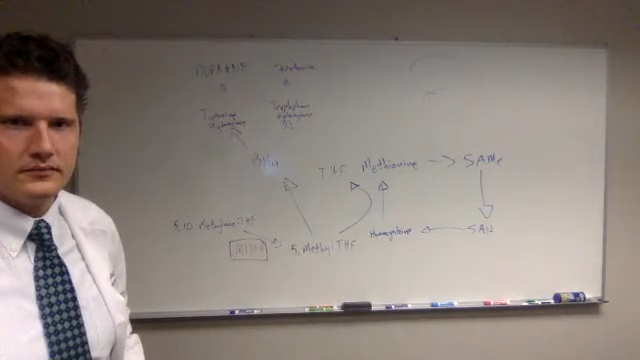 DOPAMINE Serotonin
Tyrosine Tryptophan
Hydroxylase Hydroxylase
BH4 THF Methionine SAMe
5,10 Methylene THF Homocysteine SAH
MTHFR 5, Methyl THF